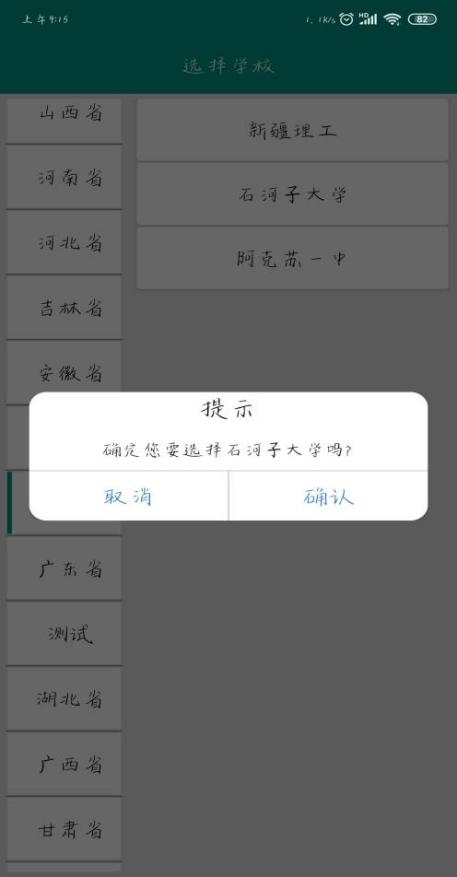 上午9:15
1.1K/s HD 82
选择学校
山西省
河南省
河北省
吉林省
安徽省
广东省
测试
湖北省
广西省
甘肃省
新疆理工
石河子大学
阿克苏一中
提示
确定您要选择石河子大学吗?
取消
确认